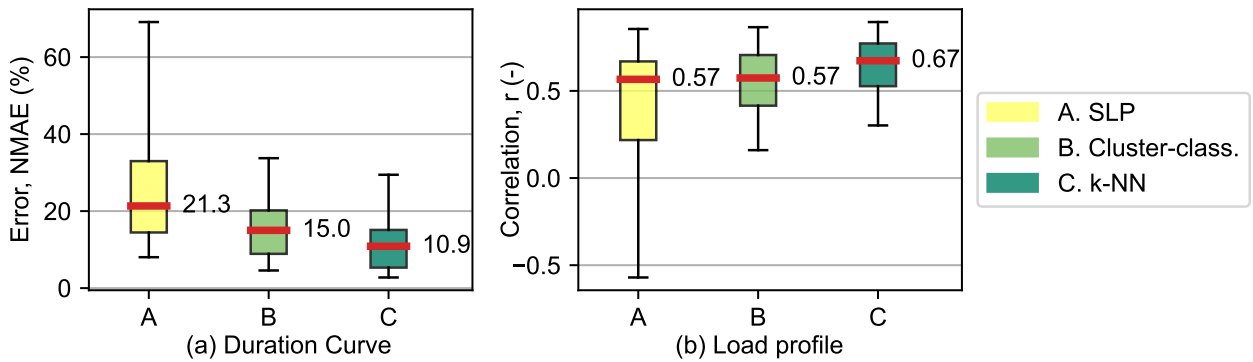 Error, NMAE (%)
60
40
20
0
21.3
15.0
10.9
A
B
C
(a) Duration Curve
Correlation, r (-)
0.5
0.0
−0.5
0.57
0.57
0.67
A
B
C
(b) Load profile
A. SLP
B. Cluster-class.
C. k-NN